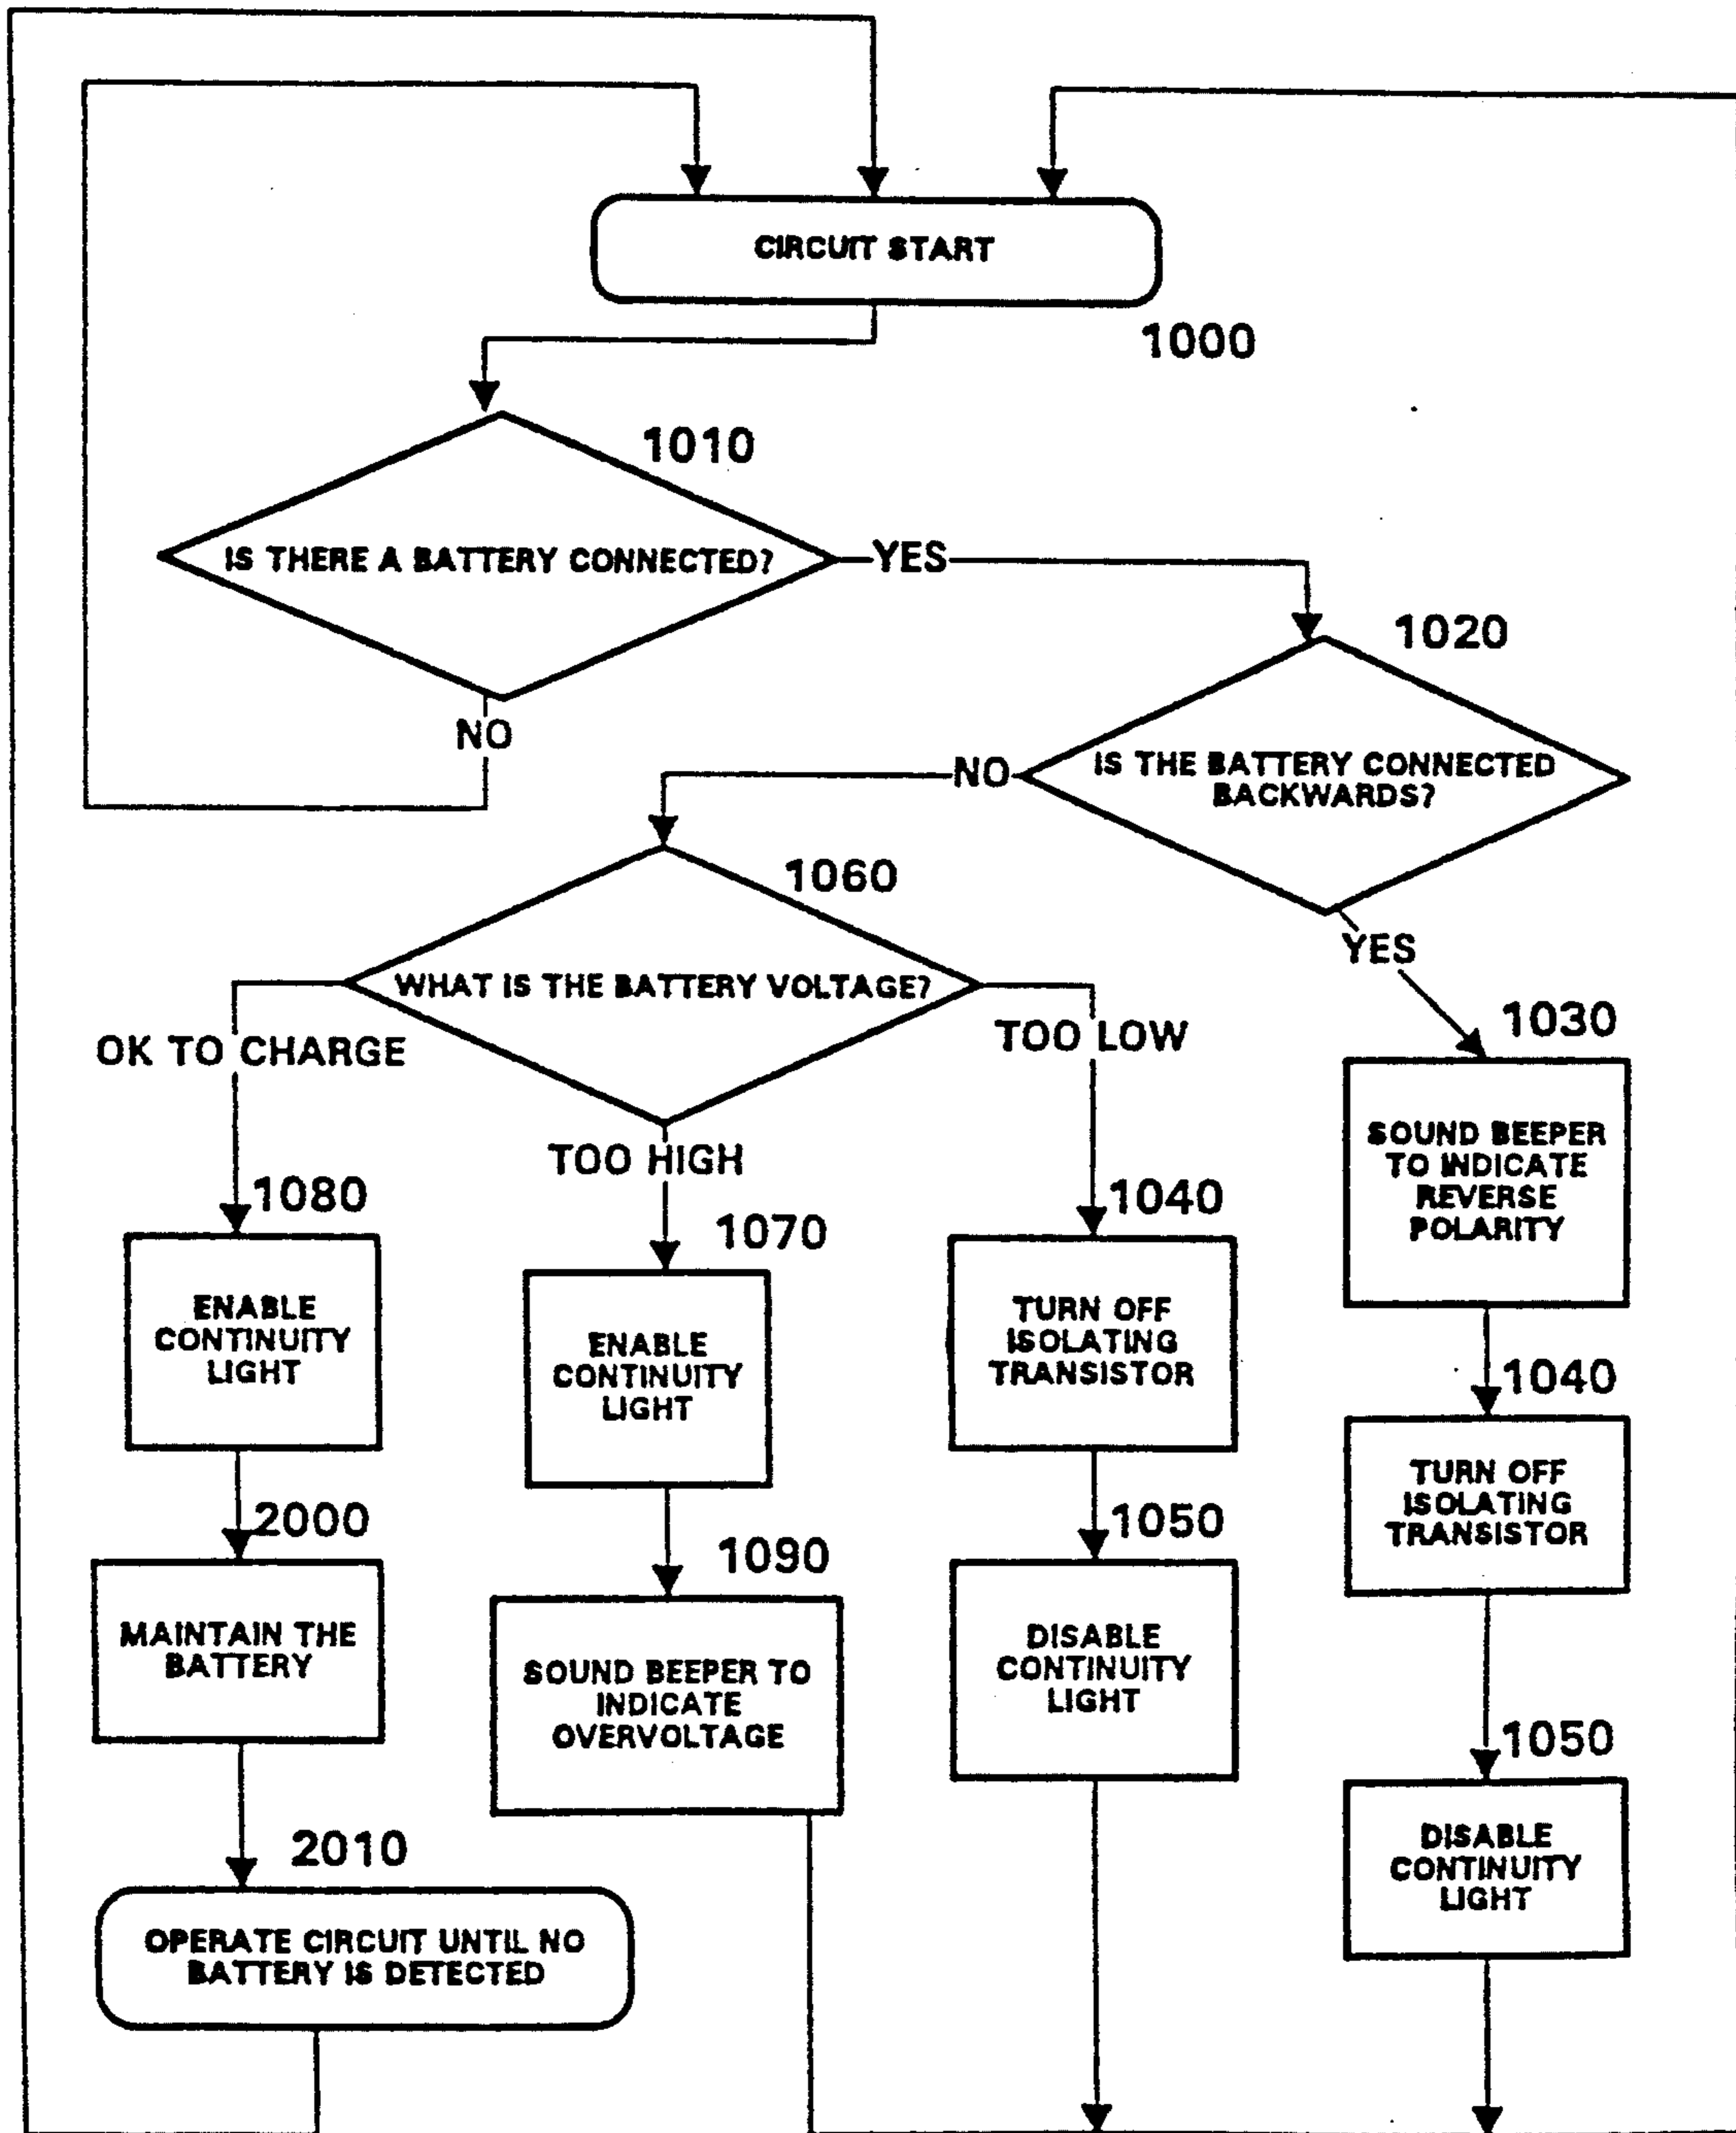 CIRCUIT START
1000
1010
IS THERE A BATTERY CONNECTED?
YES
NO
1020
IS THE BATTERY CONNECTED
BACKWARDS?
NO
YES
1060
WHAT IS THE BATTERY VOLTAGE?
OK TO CHARGE
TOO HIGH
TOO LOW
1080
ENABLE
CONTINUITY
LIGHT
2000
MAINTAIN THE
BATTERY
2010
OPERATE CIRCUIT UNTIL NO
BATTERY IS DETECTED
1070
ENABLE
CONTINUITY
LIGHT
1090
SOUND BEEPER TO
INDICATE
OVERVOLTAGE
1040
TURN OFF
ISOLATING
TRANSISTOR
1050
DISABLE
CONTINUITY
LIGHT
1030
SOUND BEEPER
TO INDICATE
REVERSE
POLARITY
1040
TURN OFF
ISOLATING
TRANSISTOR
1050
DISABLE
CONTINUITY
LIGHT